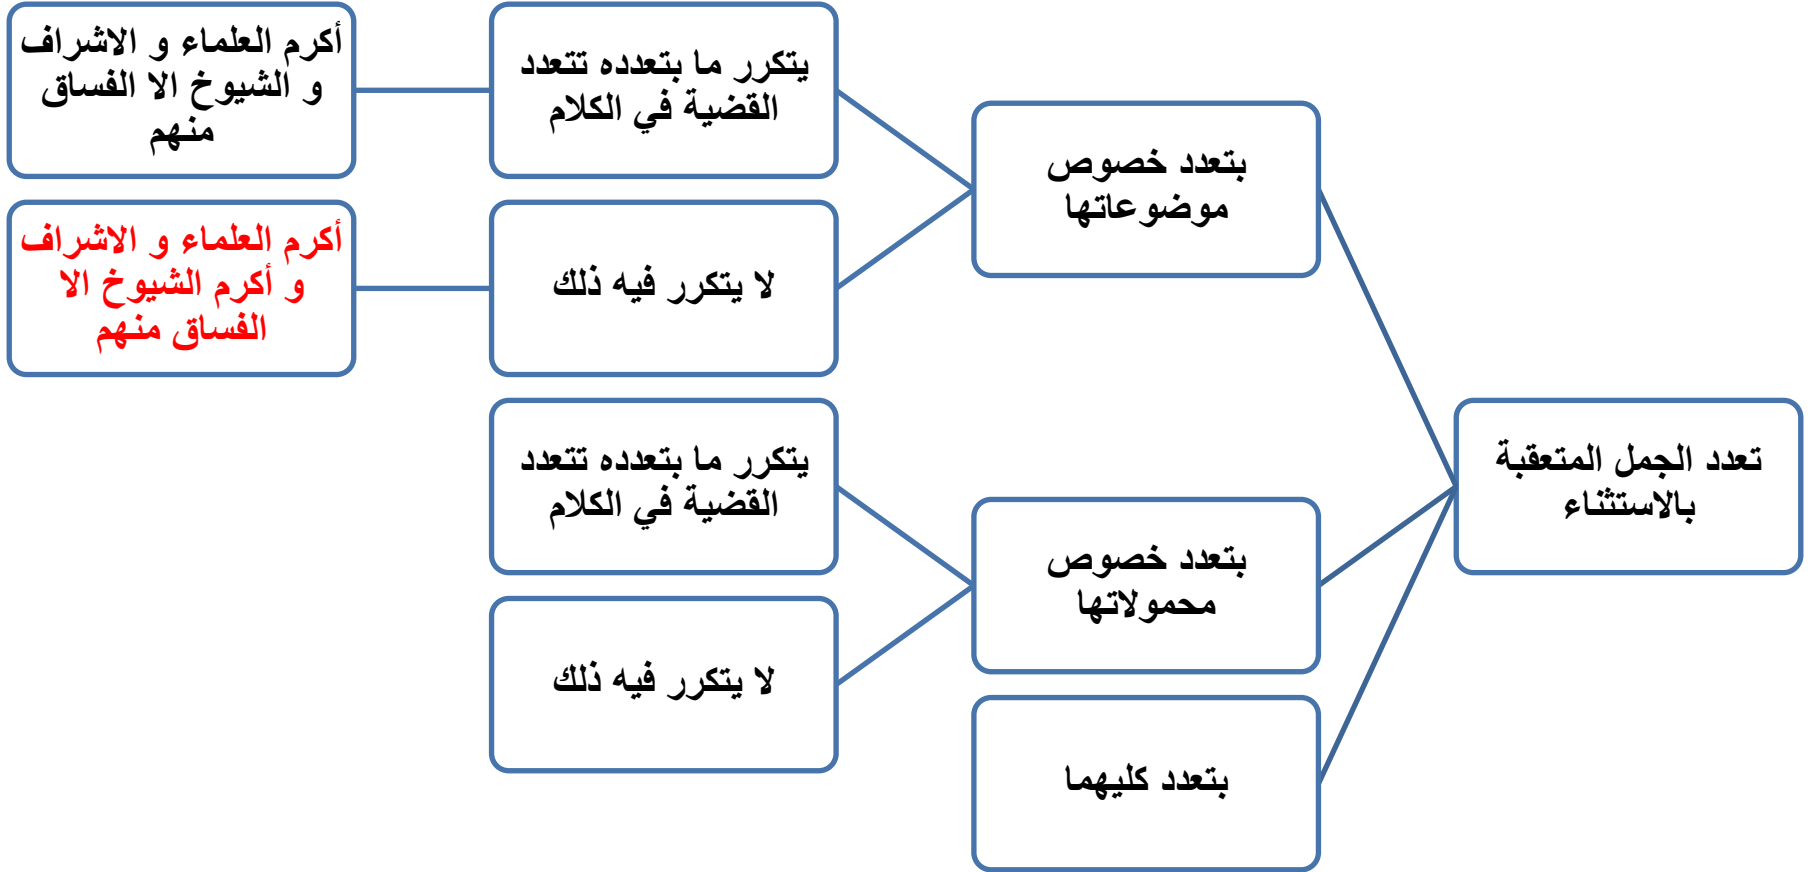 تعدد الجمل المتعقبة
بالاستثناء
بتعدد خصوص
موضوعاتها
يتكرر ما بتعدده تتعدد
القضية في الكلام
أكرم العلماء و الاشراف
و الشيوخ الا الفساق
منهم
لا يتكرر فيه ذلك
أكرم العلماء و الاشراف
و أكرم الشيوخ الا
الفساق منهم
بتعدد خصوص
محمولاتها
يتكرر ما بتعدده تتعدد
القضية في الكلام
لا يتكرر فيه ذلك
بتعدد كليهما